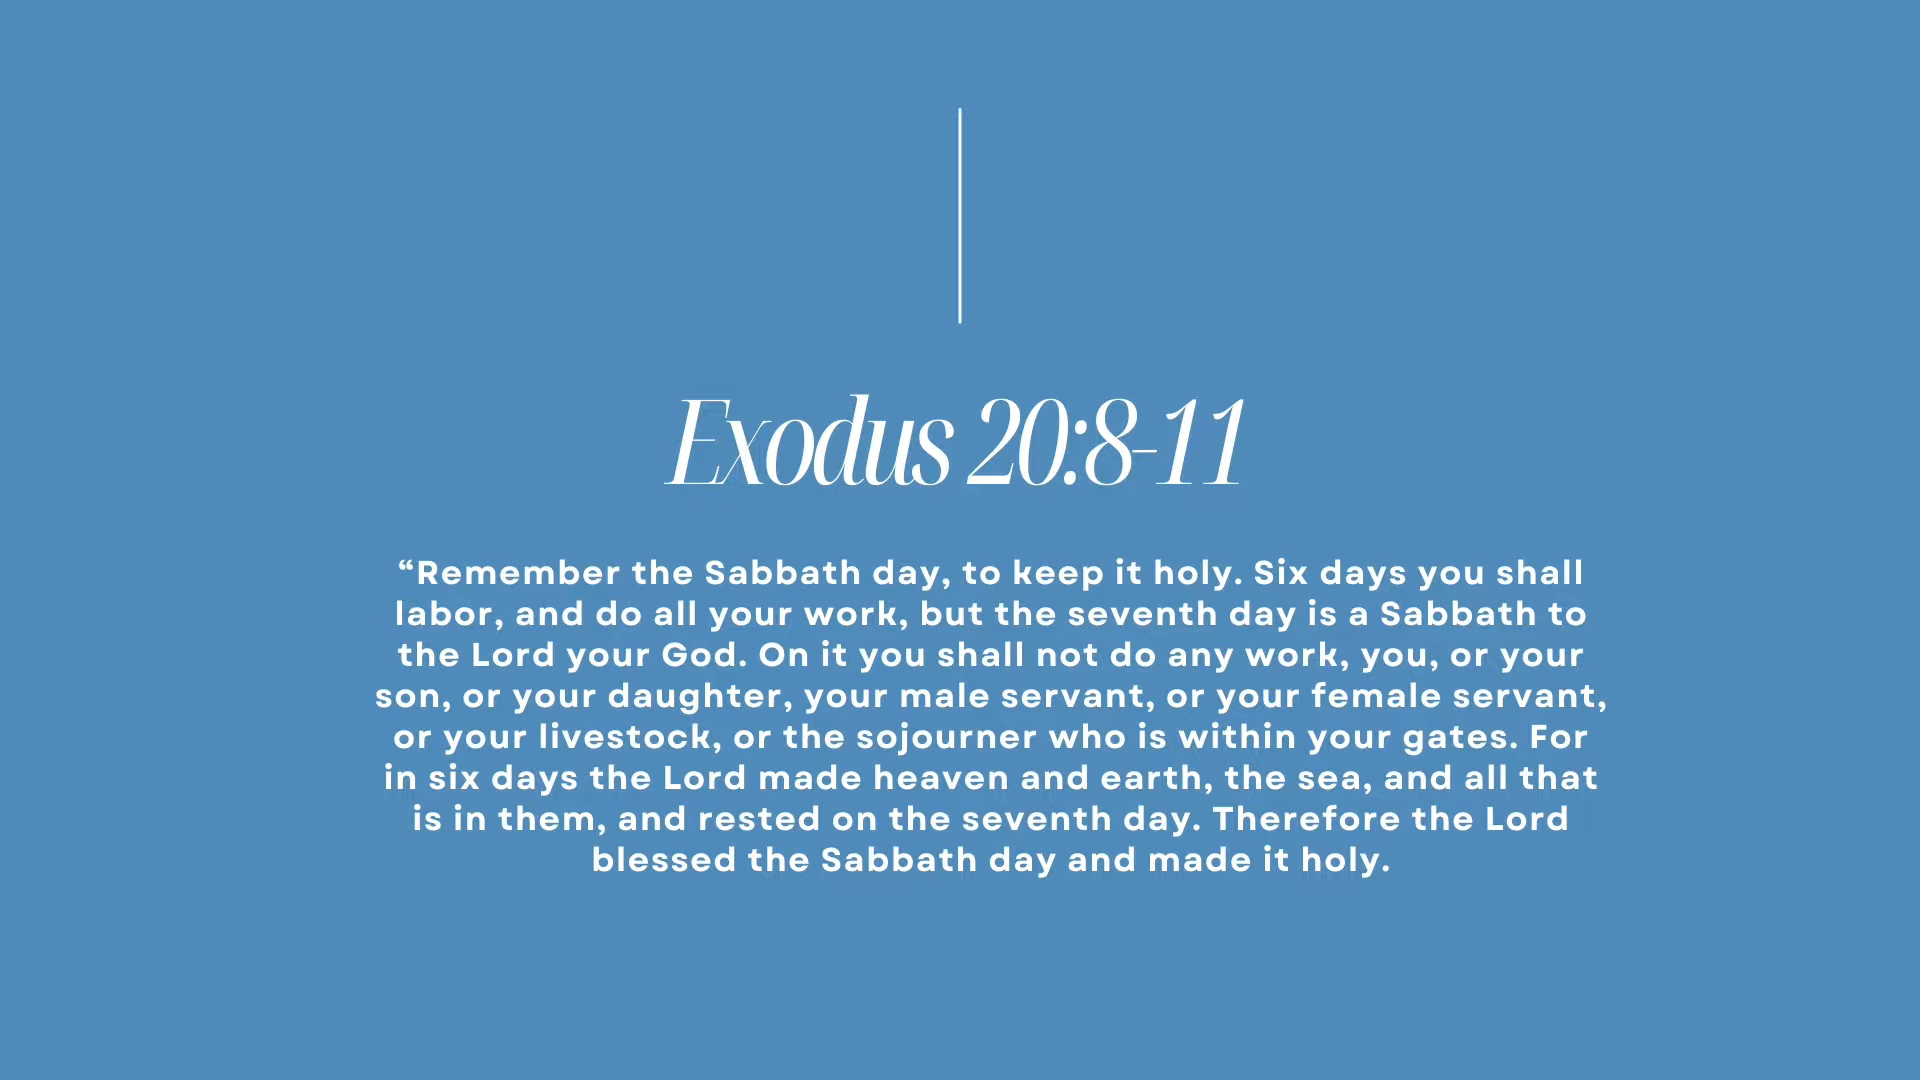 Exodus 20:8-11
“Remember the Sabbath day, to keep it holy. Six days you shall
labor, and do all your work, but the seventh day is a Sabbath to
the Lord your God. On it you shall not do any work, you, or your
son, or your daughter, your male servant, or your female servant,
or your livestock, or the sojourner who is within your gates. For
in six days the Lord made heaven and earth, the sea, and all that
is in them, and rested on the seventh day. Therefore the Lord
blessed the Sabbath day and made it holy.